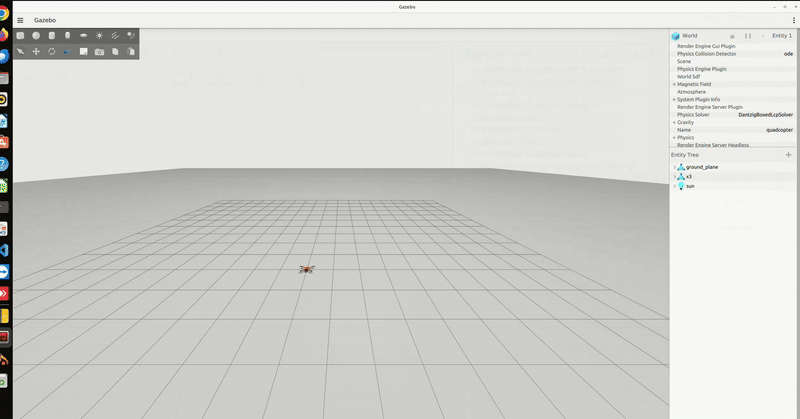 Gazebo
Gazebo
World
Entity 1
Render Engine Gui Plugin
Physics Collision Detector ode
Scene
Physics Engine Plugin
World Sdf
Magnetic Field
Atmosphere
System Plugin Info
Render Engine Server Plugin
Physics Solver DantzigBoxedLcpSolver
Gravity
Name quadcopter
Physics
Render Engine Server Headless
Entity Tree
ground_plane
x3
sun